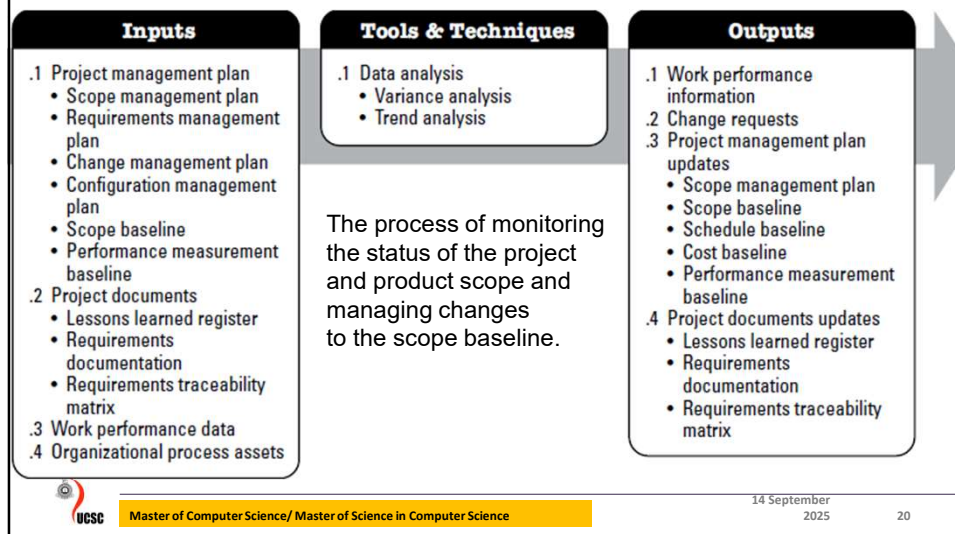 Inputs
.1 Project management plan
• Scope management plan
• Requirements management
plan
• Change management plan
• Configuration management
plan
• Scope baseline
• Performance measurement
baseline
.2 Project documents
• Lessons learned register
• Requirements
documentation
• Requirements traceability
matrix
.3 Work performance data
.4 Organizational process assets
Tools & Techniques
.1 Data analysis
• Variance analysis
• Trend analysis
The process of monitoring
the status of the project
and product scope and
managing changes
to the scope baseline.
Outputs
.1 Work performance
information
.2 Change requests
.3 Project management plan
updates
• Scope management plan
• Scope baseline
• Schedule baseline
• Cost baseline
• Performance measurement
baseline
.4 Project documents updates
• Lessons learned register
• Requirements
documentation
• Requirements traceability
matrix
UCSC
Master of Computer Science/ Master of Science in Computer Science
14 September
2025
20